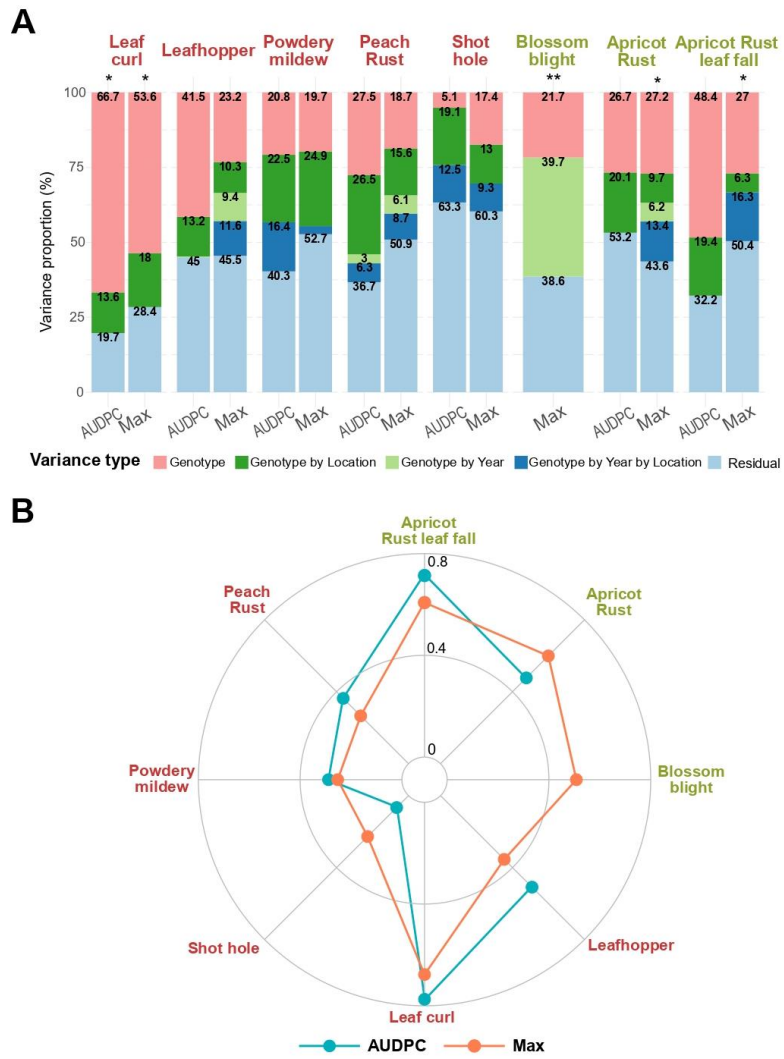 A
Leaf curl
Leafhopper
Powdery mildew
Peach Rust
Shot hole
Blossom blight
Apricot Rust
Apricot Rust leaf fall
* * ** * *
Variance proportion (%)
100
75
50
25
0
66.7 53.6 41.5 23.2 20.8 19.7 27.5 18.7 5.1 17.4 21.7 26.7 27.2 48.4 27
13.6 18 13.2 10.3 22.5 24.9 26.5 15.6 19.1 13 39.7 20.1 9.7 19.4 6.3
9.4 3 6.1 6.2
11.6 16.4 6.3 8.7 12.5 9.3 13.4 16.3
19.7 28.4 45 45.5 40.3 52.7 36.7 50.9 63.3 60.3 38.6 53.2 43.6 32.2 50.4
AUDPC Max AUDPC Max AUDPC Max AUDPC Max AUDPC Max Max AUDPC Max AUDPC Max
Variance type Genotype Genotype by Location Genotype by Year Genotype by Year by Location Residual
B
Apricot
Rust leaf fall
0.8
Peach
Rust
Apricot
Rust
0.4
0
Powdery
mildew
Blossom
blight
Shot hole
Leafhopper
Leaf curl
AUDPC Max